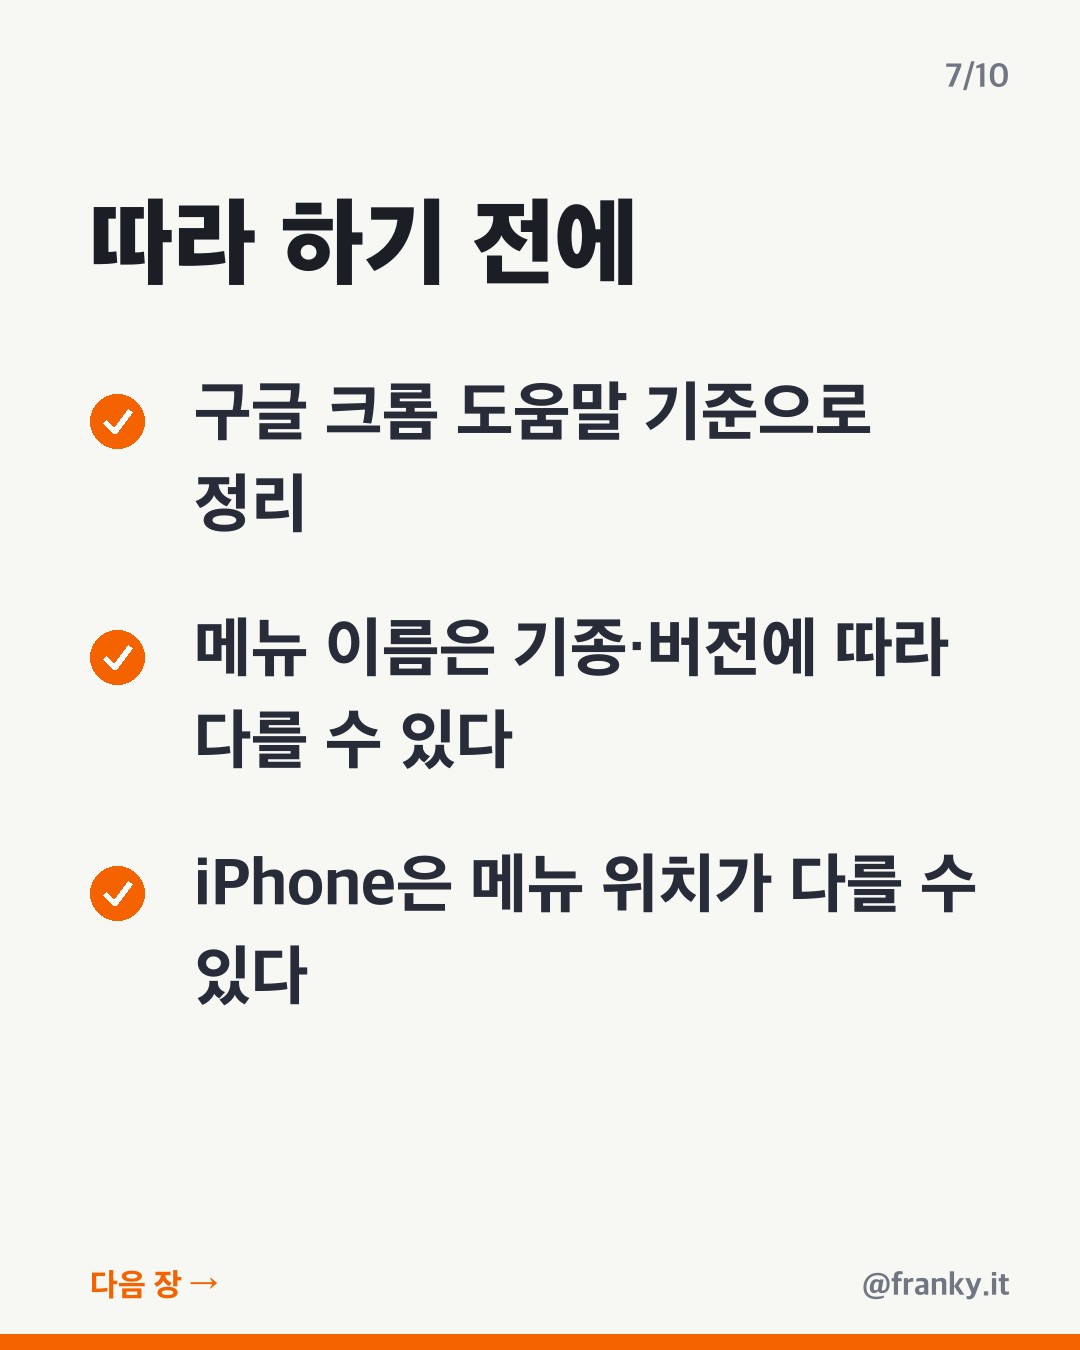 7/10
따라 하기 전에
구글 크롬 도움말 기준으로
정리
메뉴 이름은 기종·버전에 따라
다를 수 있다
iPhone은 메뉴 위치가 다를 수
있다
다음 장 →
@franky.it